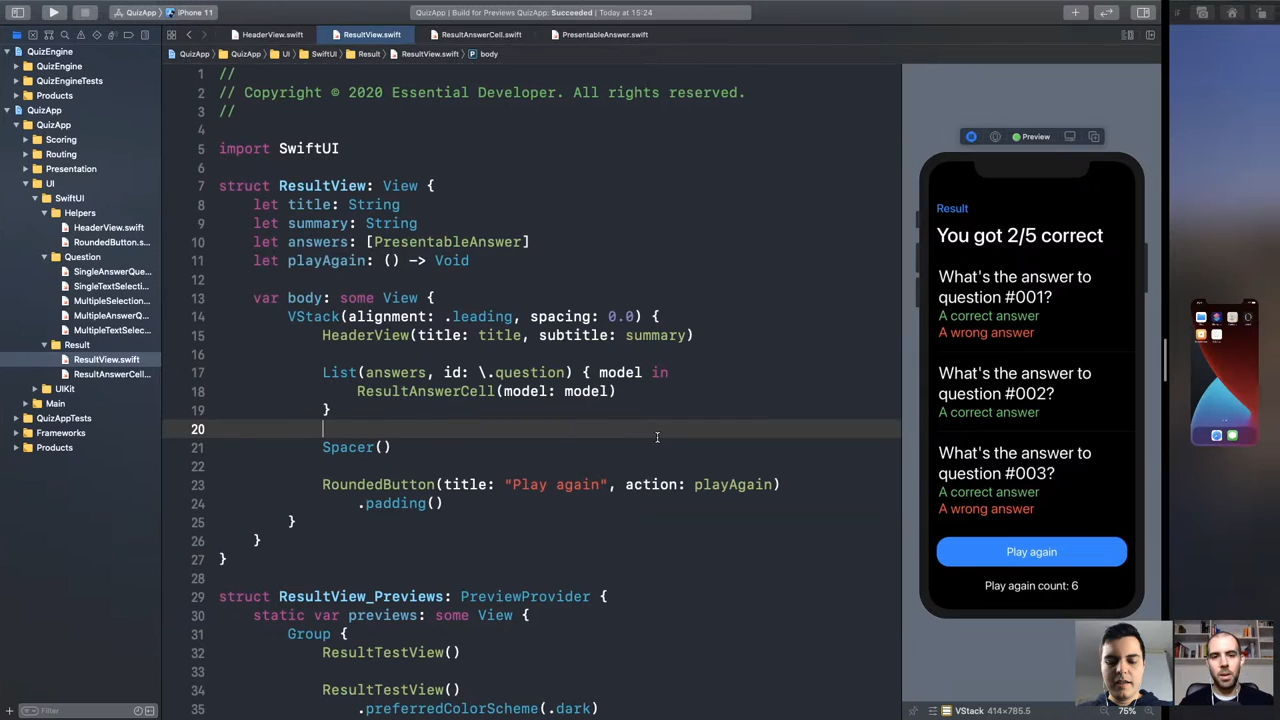 QuizApp
iPhone 11
QuizApp | Build for Previews QuizApp: Succeeded | Today at 15:24
HeaderView.swift
ResultView.swift
ResultAnswerCell.swift
PresentableAnswer.swift
QuizApp
QuizApp
UI
SwiftUI
Result
ResultView.swift
P
body
QuizEngine
QuizEngine
QuizEngineTests
Products
QuizApp
QuizApp
Scoring
Routing
Presentation
UI
SwiftUI
Helpers
HeaderView.swift
RoundedButton.s...
Question
SingleAnswerQue...
SingleTextSelecti...
MultipleSelection...
MultipleAnswerQ...
MultipleTextSelec...
Result
ResultView.swift
ResultAnswerCell...
UIKit
Main
QuizAppTests
Frameworks
Products
Filter
1 //
2 // Copyright © 2020 Essential Developer. All rights reserved.
3 //
4
5 import SwiftUI
6
7 struct ResultView: View {
8 let title: String
9 let summary: String
10 let answers: [PresentableAnswer]
11 let playAgain: () -> Void
12
13 var body: some View {
14 VStack(alignment: .leading, spacing: 0.0) {
15 HeaderView(title: title, subtitle: summary)
16
17 List(answers, id: \.question) { model in
18 ResultAnswerCell(model: model)
19 }
20
21 Spacer()
22
23 RoundedButton(title: "Play again", action: playAgain)
24 .padding()
25 }
26 }
27 }
28
29 struct ResultView_Previews: PreviewProvider {
30 static var previews: some View {
31 Group {
32 ResultTestView()
33
34 ResultTestView()
35 .preferredColorScheme(.dark)
Preview
Result
You got 2/5 correct
What's the answer to
question #001?
A correct answer
A wrong answer
What's the answer to
question #002?
A correct answer
What's the answer to
question #003?
A correct answer
A wrong answer
Play again
Play again count: 6
VStack 414×785.5
75%